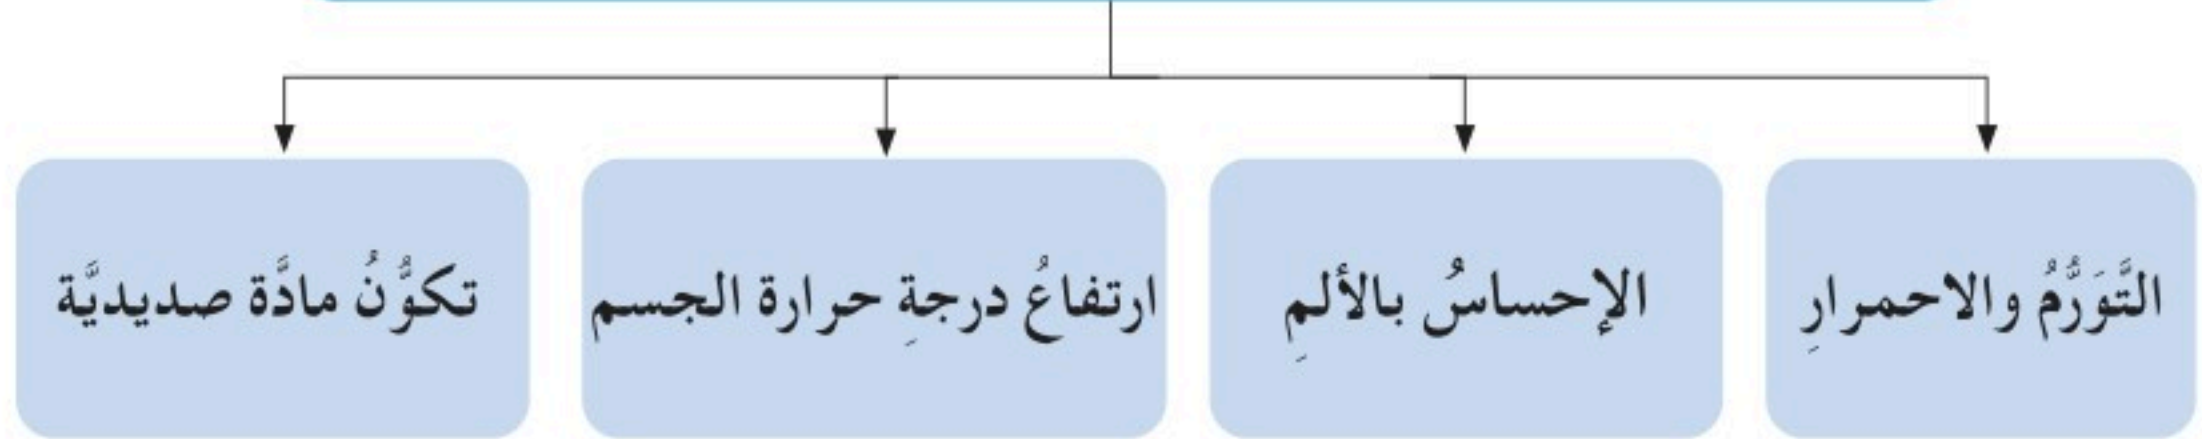 التَّوَرُّمُ والاحمرارِ
الإحساسُ بالألمِ
ارتفاعُ درجةِ حرارة الجسم
تكوُّنُ مادَّة صديديَّة